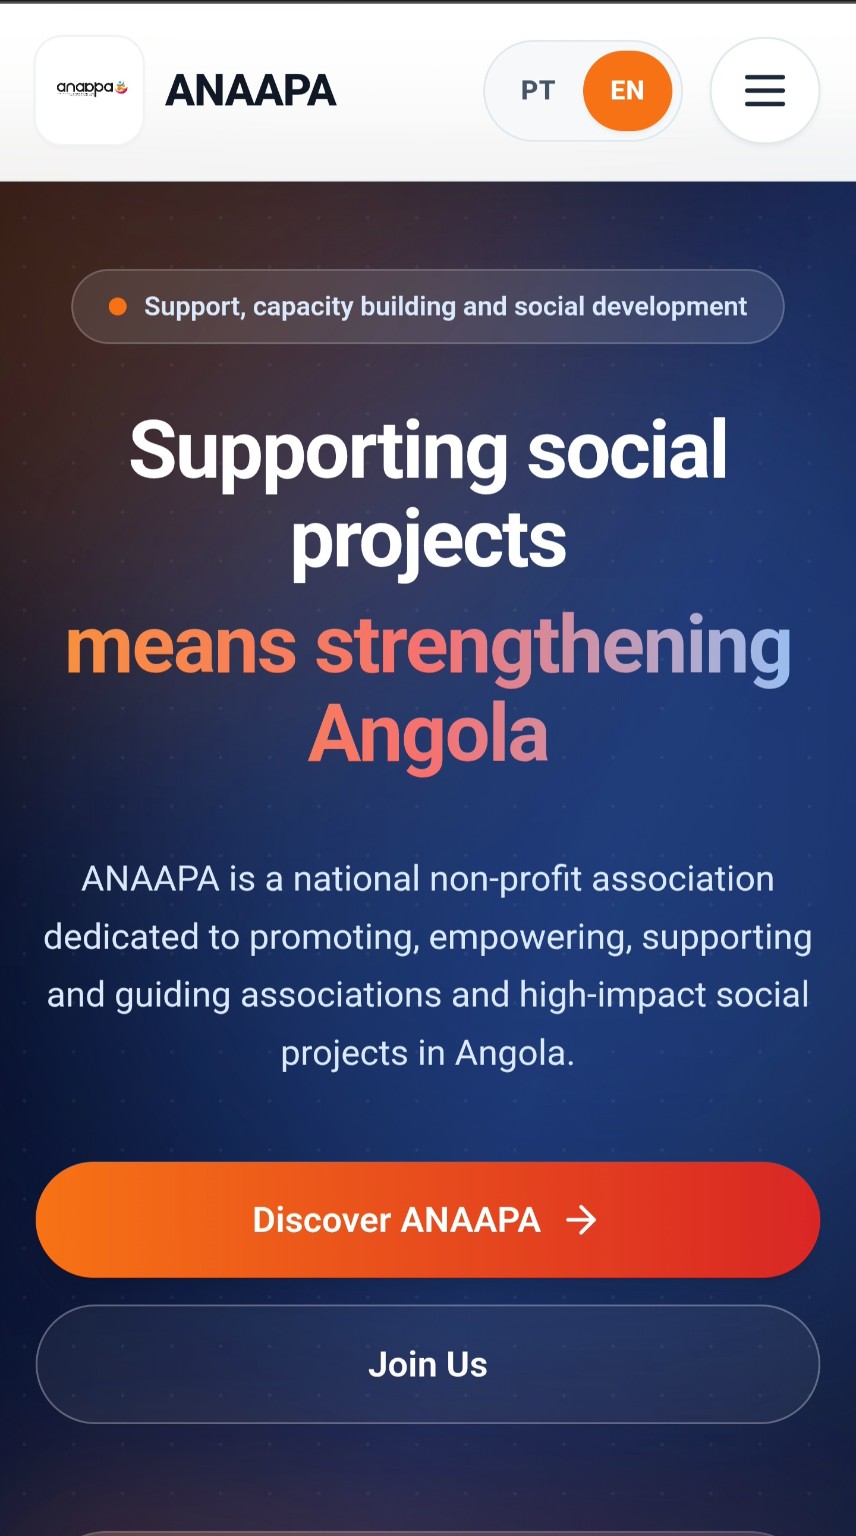 anaapa
ANAAPA
PT
EN
Support, capacity building and social development
Supporting social
projects
means strengthening
Angola
ANAAPA is a national non-profit association
dedicated to promoting, empowering, supporting
and guiding associations and high-impact social
projects in Angola.
Discover ANAAPA →
Join Us